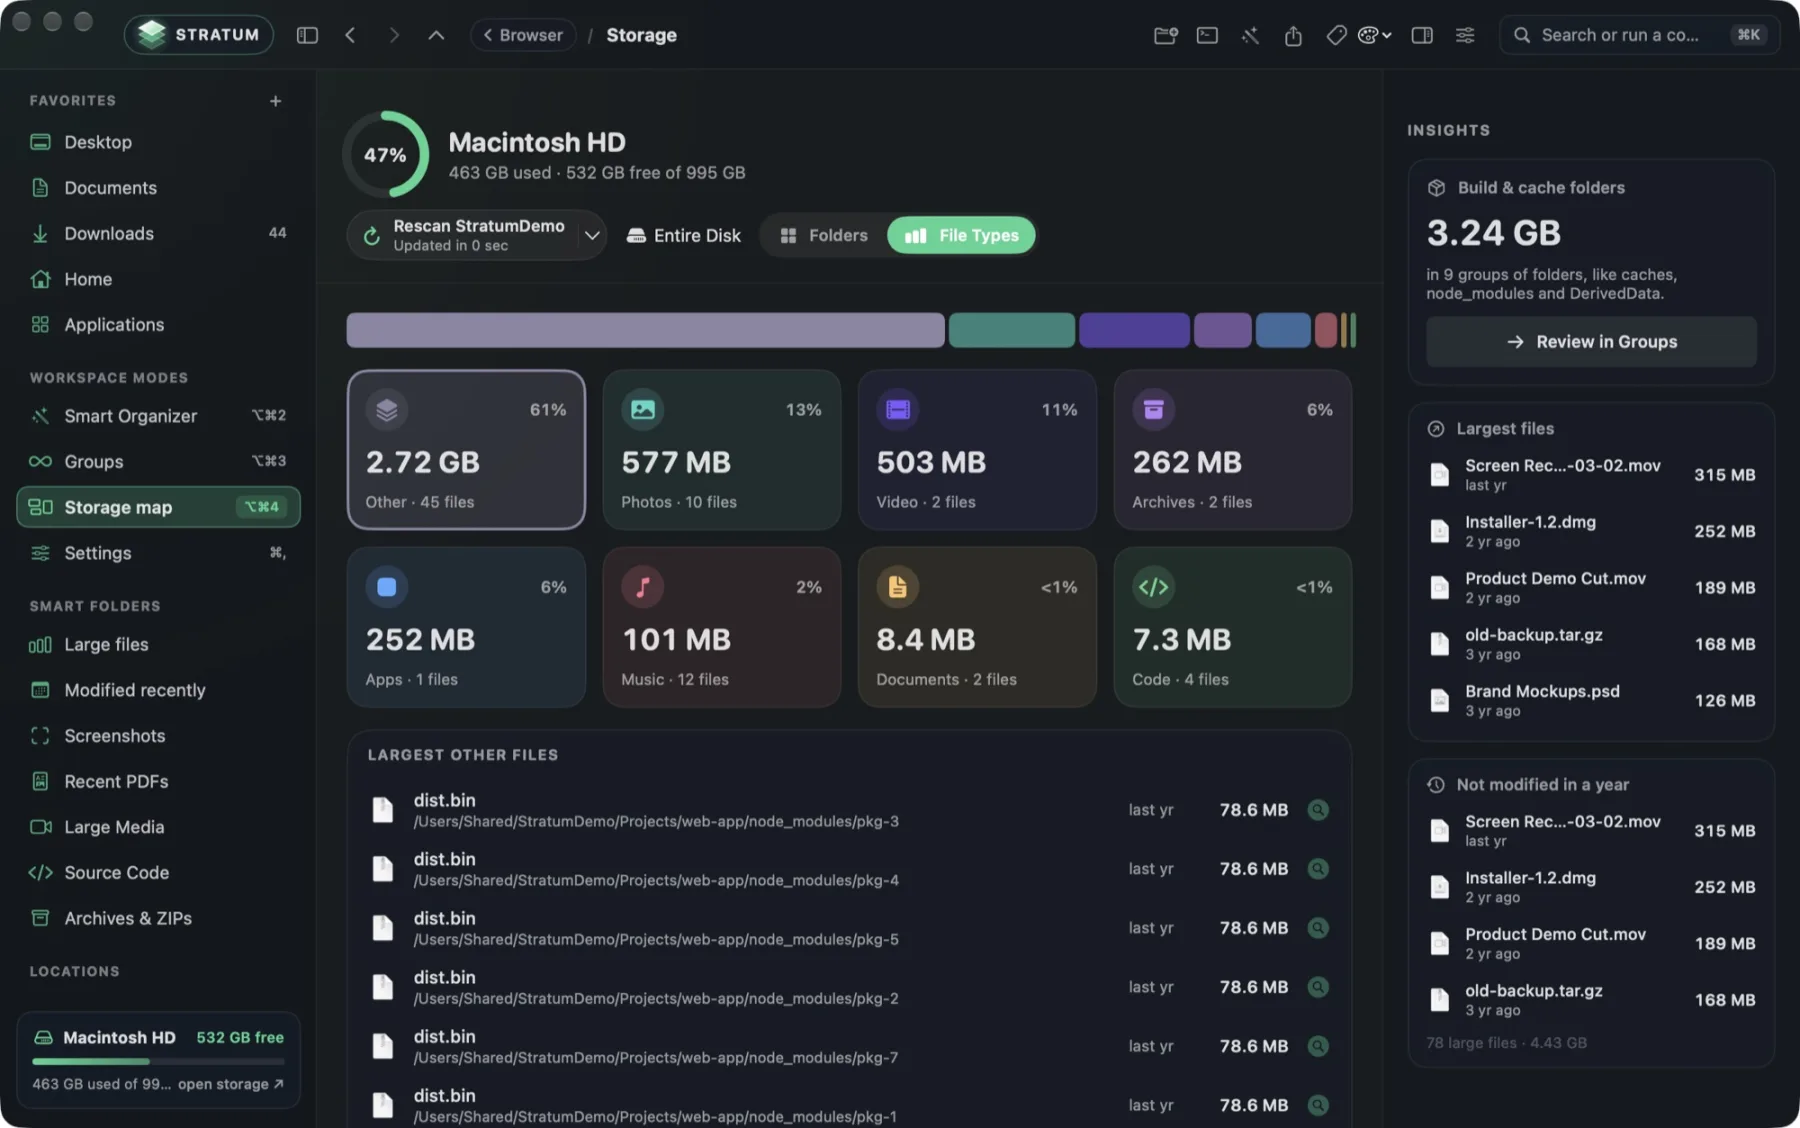 STRATUM
Browser / Storage
Search or run a co... ⌘K
FAVORITES +
Desktop
Documents
Downloads 44
Home
Applications
WORKSPACE MODES
Smart Organizer ⌥⌘2
Groups ⌥⌘3
Storage map ⌥⌘4
Settings ⌘,
SMART FOLDERS
Large files
Modified recently
Screenshots
Recent PDFs
Large Media
Source Code
Archives & ZIPs
LOCATIONS
Macintosh HD 532 GB free
463 GB used of 99... open storage ↗
47%
Macintosh HD
463 GB used · 532 GB free of 995 GB
Rescan StratumDemo
Updated in 0 sec
Entire Disk
Folders
File Types
61%
2.72 GB
Other · 45 files
13%
577 MB
Photos · 10 files
11%
503 MB
Video · 2 files
6%
262 MB
Archives · 2 files
6%
252 MB
Apps · 1 files
2%
101 MB
Music · 12 files
<1%
8.4 MB
Documents · 2 files
<1%
7.3 MB
Code · 4 files
LARGEST OTHER FILES
dist.bin
/Users/Shared/StratumDemo/Projects/web-app/node_modules/pkg-3
last yr 78.6 MB
dist.bin
/Users/Shared/StratumDemo/Projects/web-app/node_modules/pkg-4
last yr 78.6 MB
dist.bin
/Users/Shared/StratumDemo/Projects/web-app/node_modules/pkg-5
last yr 78.6 MB
dist.bin
/Users/Shared/StratumDemo/Projects/web-app/node_modules/pkg-2
last yr 78.6 MB
dist.bin
/Users/Shared/StratumDemo/Projects/web-app/node_modules/pkg-7
last yr 78.6 MB
dist.bin
/Users/Shared/StratumDemo/Projects/web-app/node_modules/pkg-1
last yr 78.6 MB
INSIGHTS
Build & cache folders
3.24 GB
in 9 groups of folders, like caches,
node_modules and DerivedData.
→ Review in Groups
Largest files
Screen Rec...-03-02.mov
last yr
315 MB
Installer-1.2.dmg
2 yr ago
252 MB
Product Demo Cut.mov
2 yr ago
189 MB
old-backup.tar.gz
3 yr ago
168 MB
Brand Mockups.psd
3 yr ago
126 MB
Not modified in a year
Screen Rec...-03-02.mov
last yr
315 MB
Installer-1.2.dmg
2 yr ago
252 MB
Product Demo Cut.mov
2 yr ago
189 MB
old-backup.tar.gz
3 yr ago
168 MB
78 large files · 4.43 GB